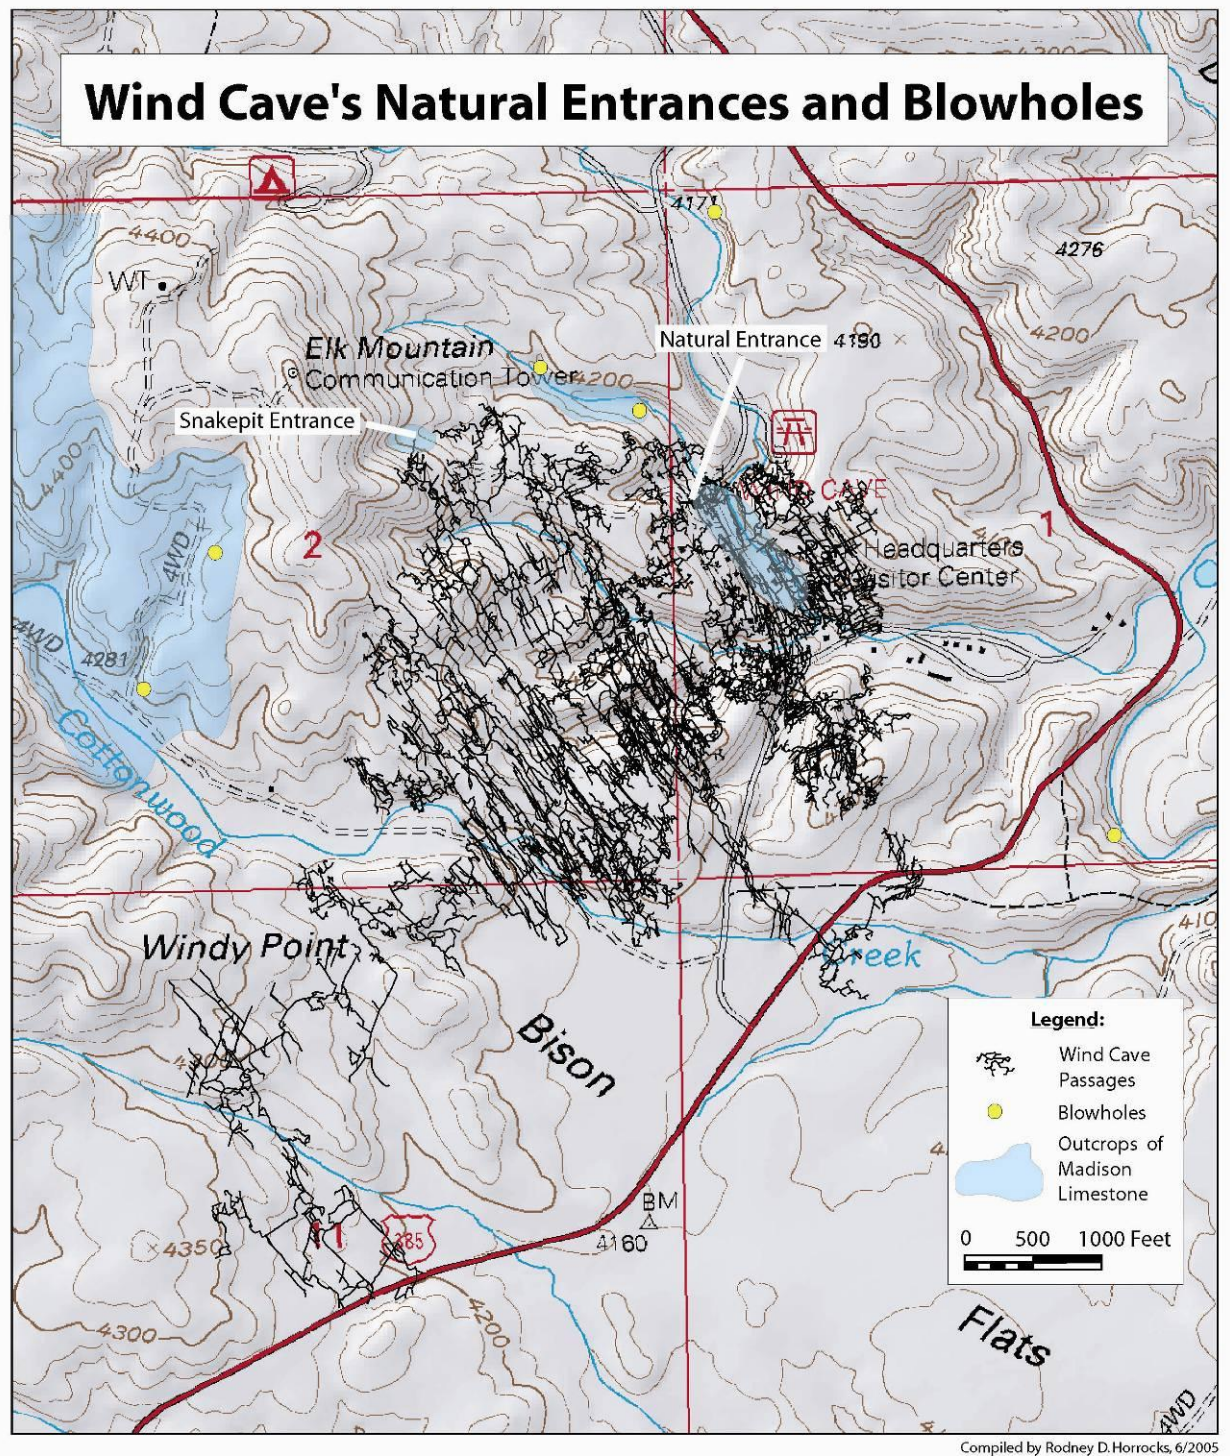 Wind Cave's Natural Entrances and Blowholes
4171
4276
4400
WT
4200
Natural Entrance
4190
Elk Mountain
Communication Tower
4200
Snakepit Entrance
4400
WIND CAVE
2
1
4WD
Headquarters
Visitor Center
4WD
4281
Cottonwood
Windy Point
Creek
410
Bison
4200
Legend:
Wind Cave
Passages
Blowholes
Outcrops of
Madison
Limestone
0 500 1000 Feet
BM
4160
11
385
4350
4300
4200
Flats
4WD
Compiled by Rodney D. Horrocks, 6/2005